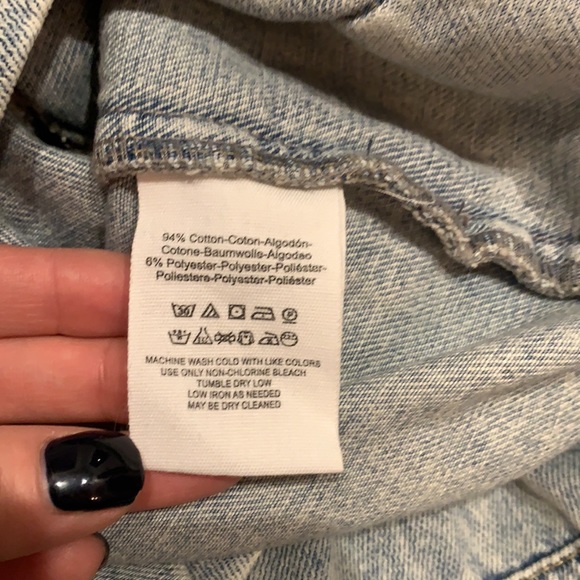 94% Cotton-Coton-Algodón-
Cotone-Baumwolle-Algodao
6% Polyester-Polyester-Poliéster-
Poliestere-Polyester-Poliéster
MACHINE WASH COLD WITH LIKE COLORS
USE ONLY NON-CHLORINE BLEACH
TUMBLE DRY LOW
LOW IRON AS NEEDED
MAY BE DRY CLEANED